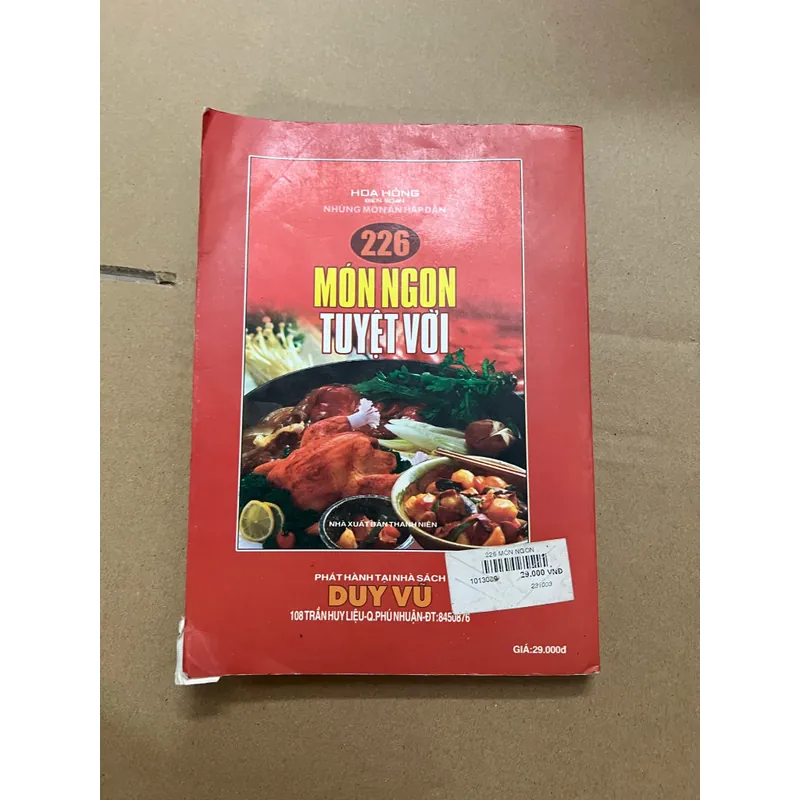 HOA HỒNG
BIÊN SOẠN
NHỮNG MÓN ĂN HẤP DẪN
226
MÓN NGON
TUYỆT VỜI
NHÀ XUẤT BẢN THANH NIÊN
226 MÓN NGON
29.000 VNĐ
PHÁT HÀNH TẠI NHÀ SÁCH
DUY VŨ
108 TRẦN HUY LIỆU-Q.PHÚ NHUẬN-ĐT:8450876
GIÁ:29.000đ